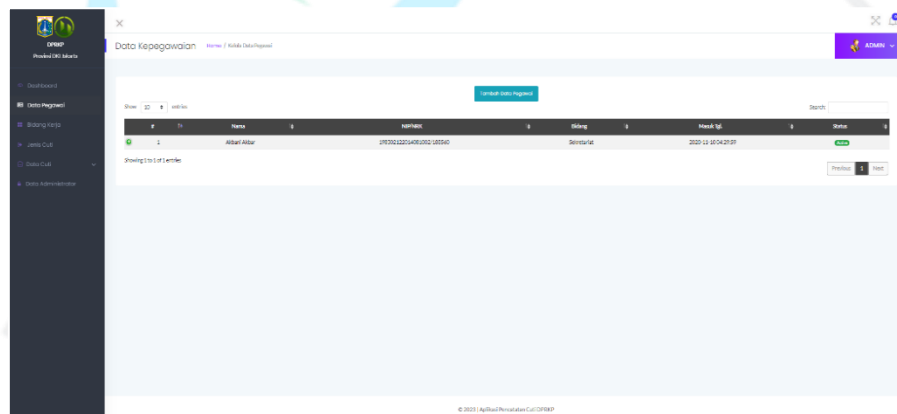 DPRKP
Provinsi DKI Jakarta
Dashboard
Data Pegawai
Bidang Kerja
Jenis Cuti
Data Cuti
Data Administrator
Data Kepegawaian
Home / Kelola Data Pegawai
ADMIN
Tambah Data Pegawai
Show 10 entries
Search:
# Nama NIP/NRK Bidang Masuk Tgl. Status
1 Akbani Akbar Sekretariat
Showing 1 to 1 of 1 entries
Previous 1 Next
| Aplikasi Pencatatan Cuti DPRKP